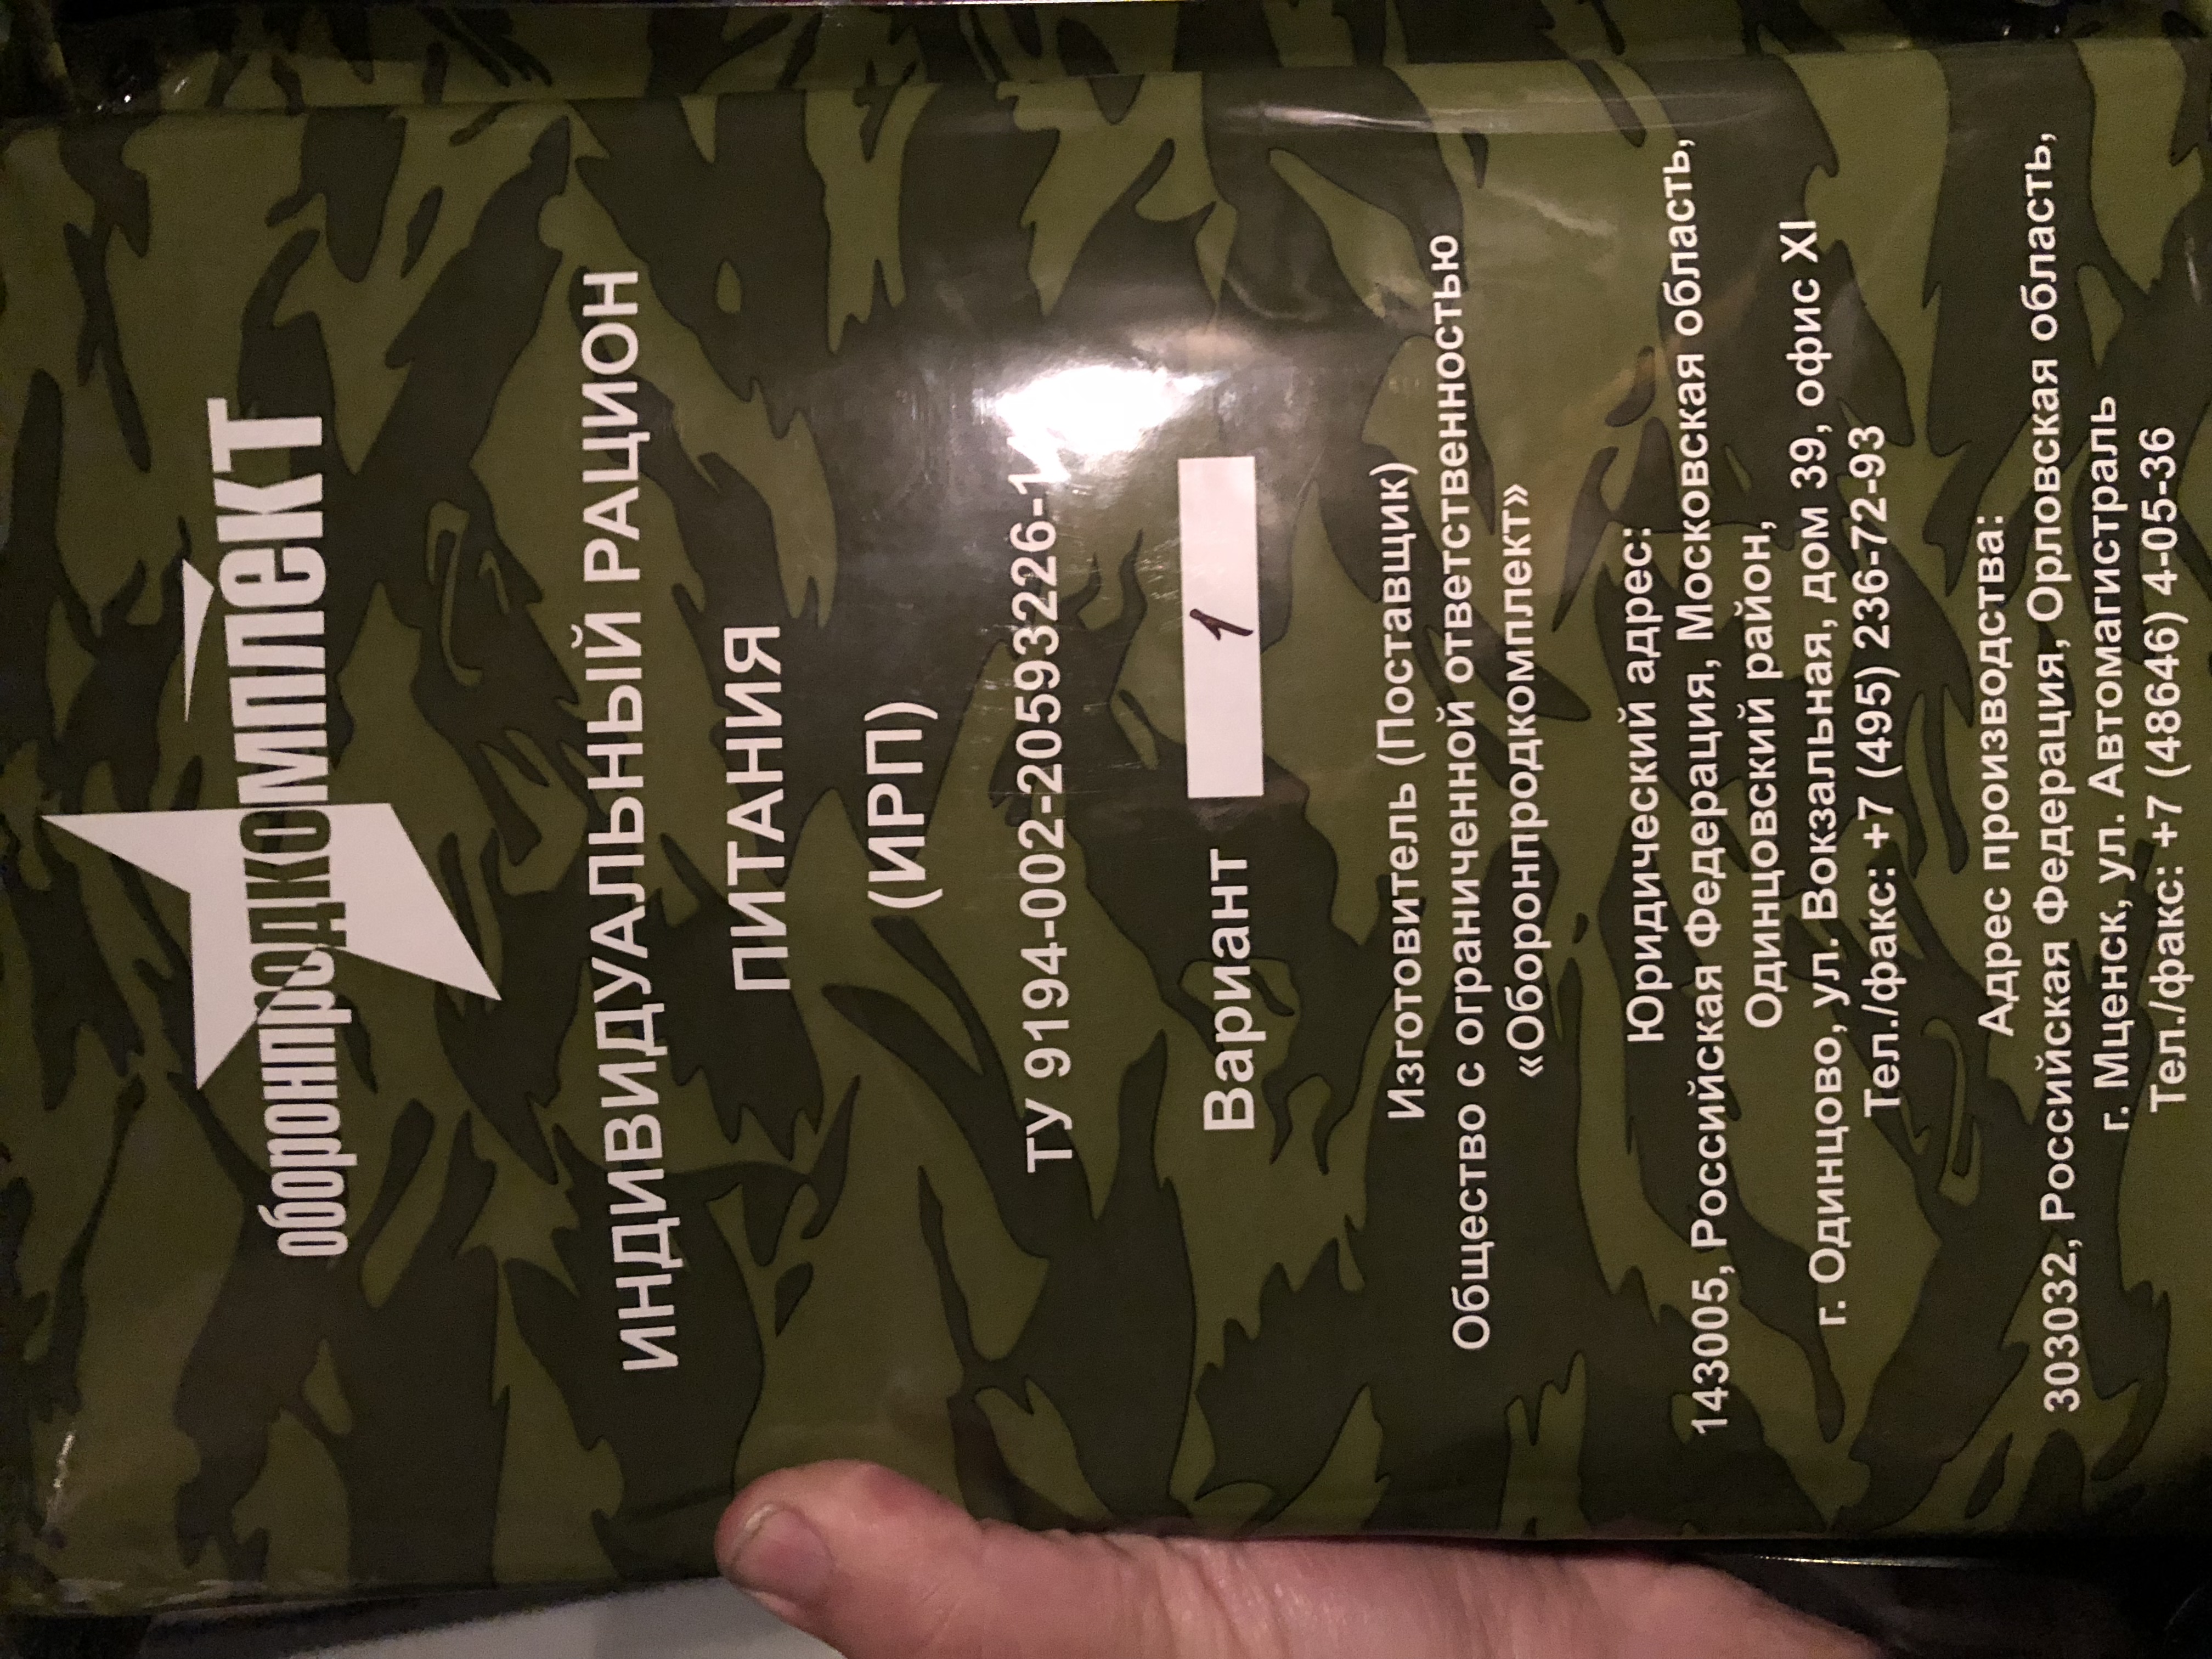 оборонпродкомплект
ИНДИВИДУАЛЬНЫЙ РАЦИОН
ПИТАНИЯ
(ИРП)
ТУ 9194-002-20593226-1
Вариант 1
Изготовитель (Поставщик)
Общество с ограниченной ответственностью
«Оборонпродкомплект»
Юридический адрес:
143005, Российская Федерация, Московская область,
Одинцовский район,
г. Одинцово, ул. Вокзальная, дом 39, офис XI
Тел./факс: +7 (495) 236-72-93
Адрес производства:
303032, Российская Федерация, Орловская область,
г. Мценск, ул. Автомагистраль
Тел./факс: +7 (48646) 4-05-36